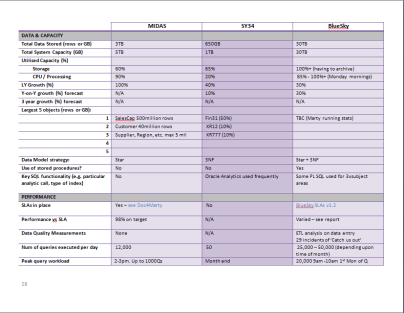 MIDAS SY34 BlueSky
DATA & CAPACITY
Total Data Stored (rows or GB) 3TB 650GB 30TB
Total System Capacity (GB) 5TB 1TB 30TB
Utilised Capacity (%)
Storage 60% 65% 100%+ (having to archive)
CPU / Processing 90% 20% 85% - 100%+ (Monday mornings)
LY Growth (%) 100% 40% 30%
Y-on-Y growth (%) forecast N/A 10% 30%
3 year growth (%) forecast N/A N/A N/A
Largest 5 objects (rows or GB):
1 SalesCap 500million rows Fin31 (60%) TBC (Marty running stats)
2 Customer 40million rows XR12 (10%)
3 Supplier, Region, etc, max 5 mil XR777 (10%)
4
5
Data Model strategy: Star 3NF Star + 3NF
Use of stored procedures? No No Yes
Key SQL functionality (e.g. particular No Oracle Analytics used frequently Some PL SQL used for 3xsubject
analytic call, type of index) areas
PERFORMANCE
SLAs in place Yes – see Doc4Marty No BlueSky SLAs v1.2
Performance vs SLA 98% on target N/A Varied – see report
Data Quality Measurements None N/A ETL analysis on data entry
29 incidents of 'Catch us out'
Num of queries executed per day 12,000 50 25,000 – 50,000 (depending upon
time of month)
Peak query workload 2-3pm. Up to 1000Qs Month end 20,000 9am -10am 1st Mon of Q